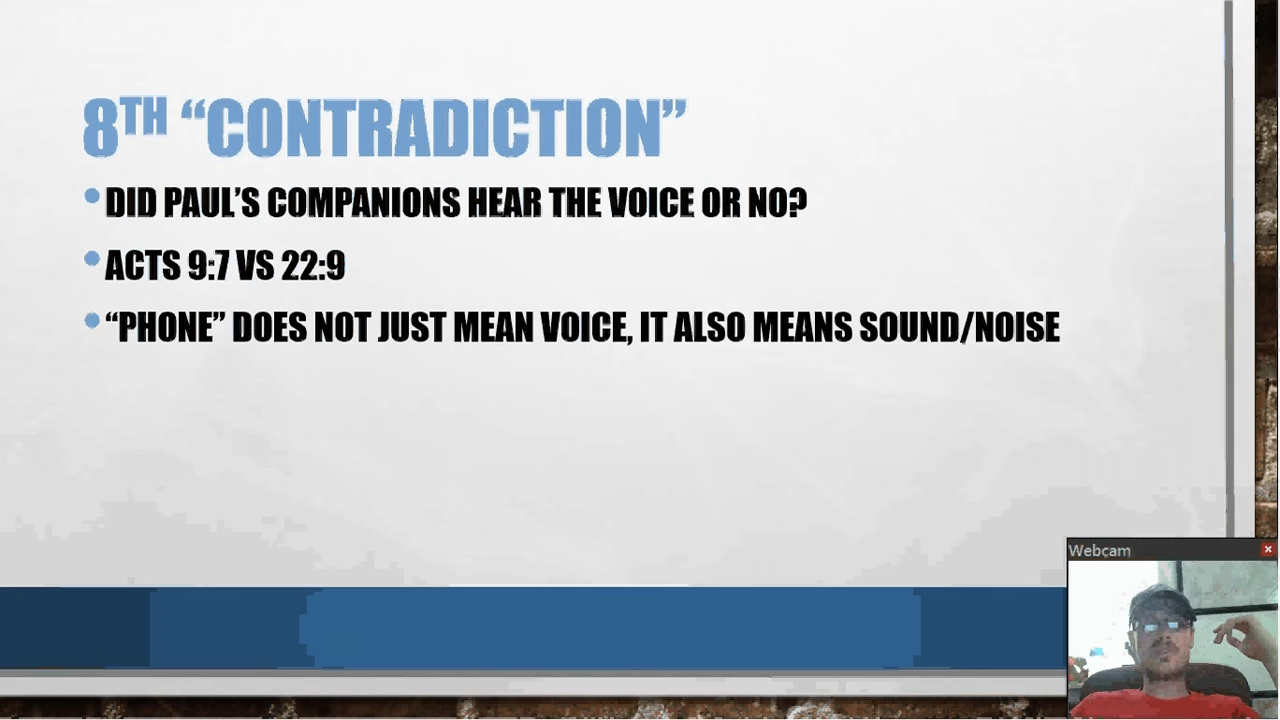 8TH “CONTRADICTION”
DID PAUL’S COMPANIONS HEAR THE VOICE OR NO?
ACTS 9:7 VS 22:9
“PHONE” DOES NOT JUST MEAN VOICE, IT ALSO MEANS SOUND/NOISE
Webcam